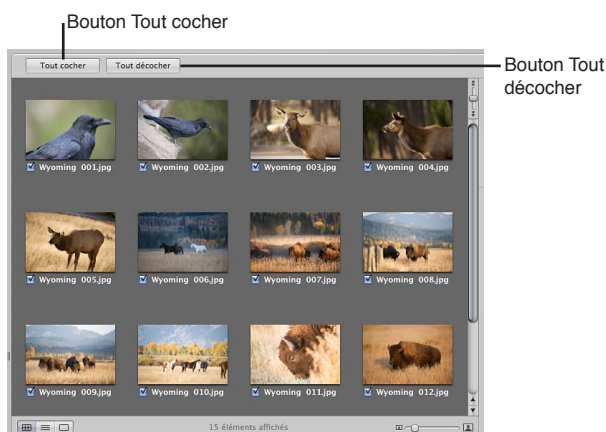 Bouton Tout cocher
Tout cocher Tout décocher
Bouton Tout
décocher
Wyoming 001.jpg Wyoming 002.jpg Wyoming 003.jpg Wyoming 004.jpg
Wyoming 005.jpg Wyoming 006.jpg Wyoming 007.jpg Wyoming 008.jpg
Wyoming 009.jpg Wyoming 010.jpg Wyoming 011.jpg Wyoming 012.jpg
15 éléments affichés